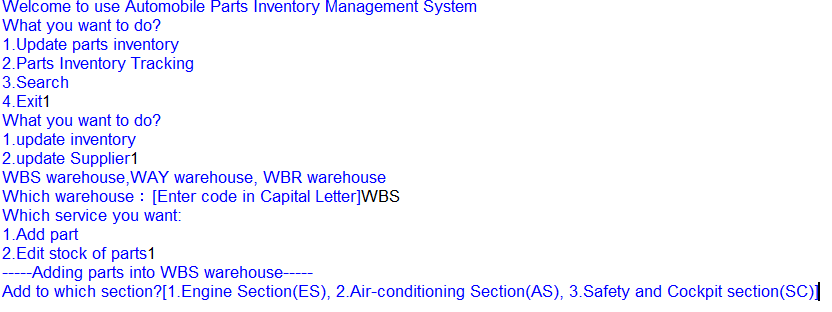 Welcome to use Automobile Parts Inventory Management System
What you want to do?
1.Update parts inventory
2.Parts Inventory Tracking
3.Search
4.Exit1
What you want to do?
1.update inventory
2.update Supplier1
WBS warehouse,WAY warehouse, WBR warehouse
Which warehouse : [Enter code in Capital Letter]WBS
Which service you want:
1.Add part
2.Edit stock of parts1
-----Adding parts into WBS warehouse-----
Add to which section?[1.Engine Section(ES), 2.Air-conditioning Section(AS), 3.Safety and Cockpit section(SC)]